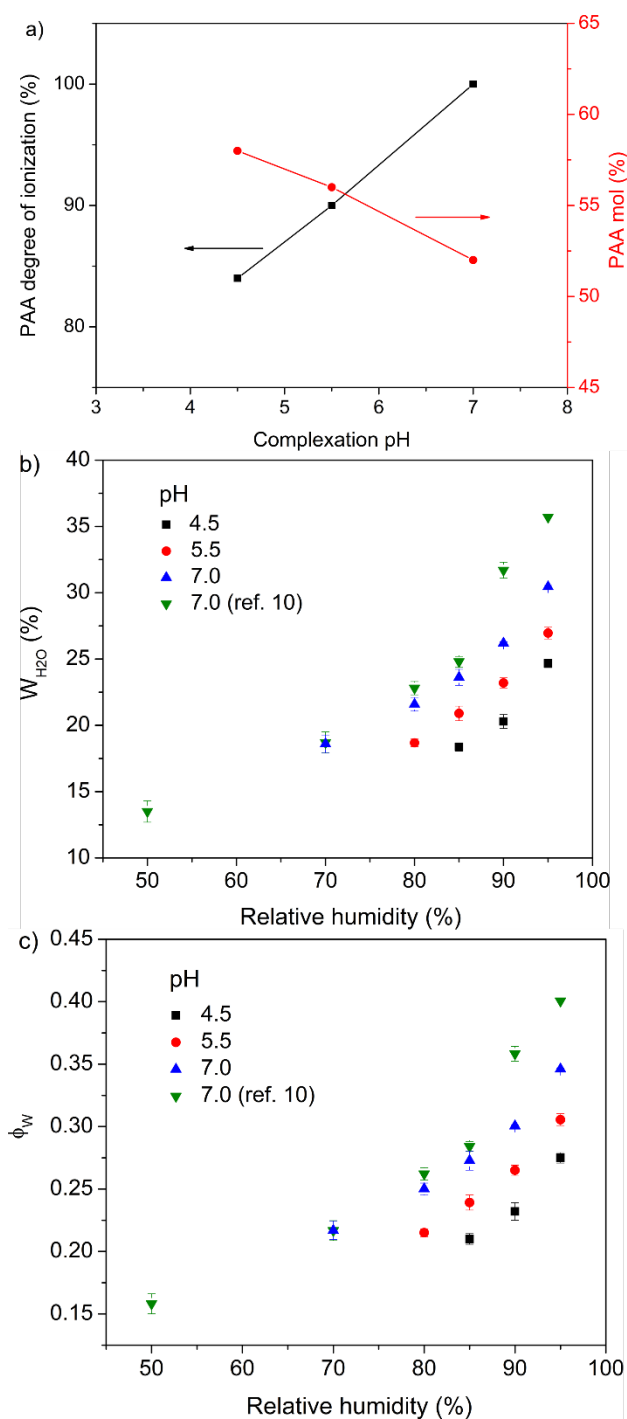 a)
PAA degree of ionization (%)
100
90
80
65
60
55
50
45
PAA mol (%)
3 4 5 6 7 8
Complexation pH
b)
W_H2O (%)
40
35
30
25
20
15
10
pH
4.5
5.5
7.0
7.0 (ref. 10)
50 60 70 80 90 100
Relative humidity (%)
c)
ϕ_W
0.45
0.40
0.35
0.30
0.25
0.20
0.15
pH
4.5
5.5
7.0
7.0 (ref. 10)
50 60 70 80 90 100
Relative humidity (%)